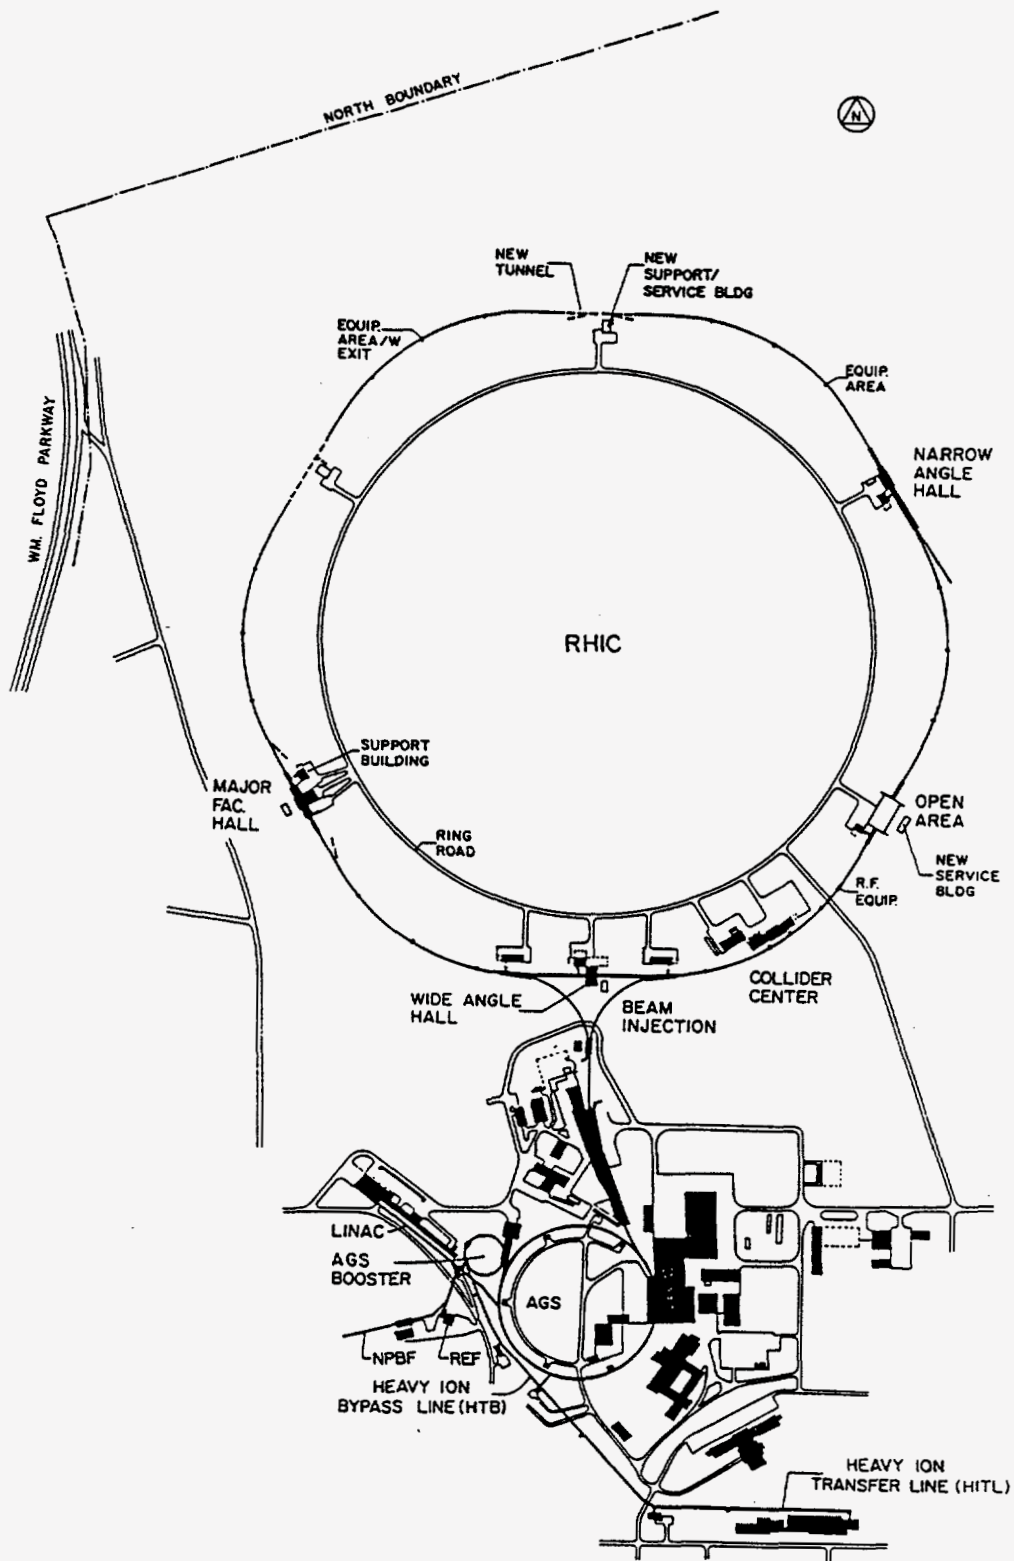 NORTH BOUNDARY
N
NEW
TUNNEL
NEW
SUPPORT/
SERVICE BLDG
EQUIP.
AREA/W
EXIT
EQUIP.
AREA
WM. FLOYD PARKWAY
NARROW
ANGLE
HALL
RHIC
SUPPORT
BUILDING
MAJOR
FAC.
HALL
OPEN
AREA
RING
ROAD
NEW
SERVICE
BLDG
R.F.
EQUIP.
COLLIDER
CENTER
WIDE ANGLE
HALL
BEAM
INJECTION
LINAC
AGS
BOOSTER
AGS
NPBF
REF
HEAVY ION
BYPASS LINE (HTB)
HEAVY ION
TRANSFER LINE (HITL)